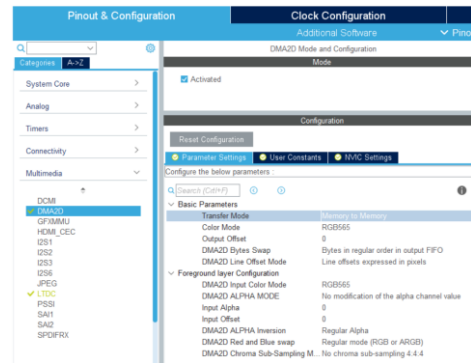 Pinout & Configuration
Clock Configuration
Additional Software
Pino
DMA2D Mode and Configuration
Mode
Categories
A->Z
System Core
Analog
Timers
Connectivity
Multimedia
DCMI
DMA2D
GFXMMU
HDMI_CEC
I2S1
I2S2
I2S3
I2S6
JPEG
LTDC
PSSI
SAI1
SAI2
SPDIFRX
Activated
Configuration
Reset Configuration
Parameter Settings
User Constants
NVIC Settings
Configure the below parameters :
Search (Ctrl+F)
Basic Parameters
Transfer Mode Memory to Memory
Color Mode RGB565
Output Offset 0
DMA2D Bytes Swap Bytes in regular order in output FIFO
DMA2D Line Offset Mode Line offsets expressed in pixels
Foreground layer Configuration
DMA2D Input Color Mode RGB565
DMA2D ALPHA MODE No modification of the alpha channel value
Input Alpha 0
Input Offset 0
DMA2D ALPHA Inversion Regular Alpha
DMA2D Red and Blue swap Regular mode (RGB or ARGB)
DMA2D Chroma Sub-Sampling M... No chroma sub-sampling 4:4:4